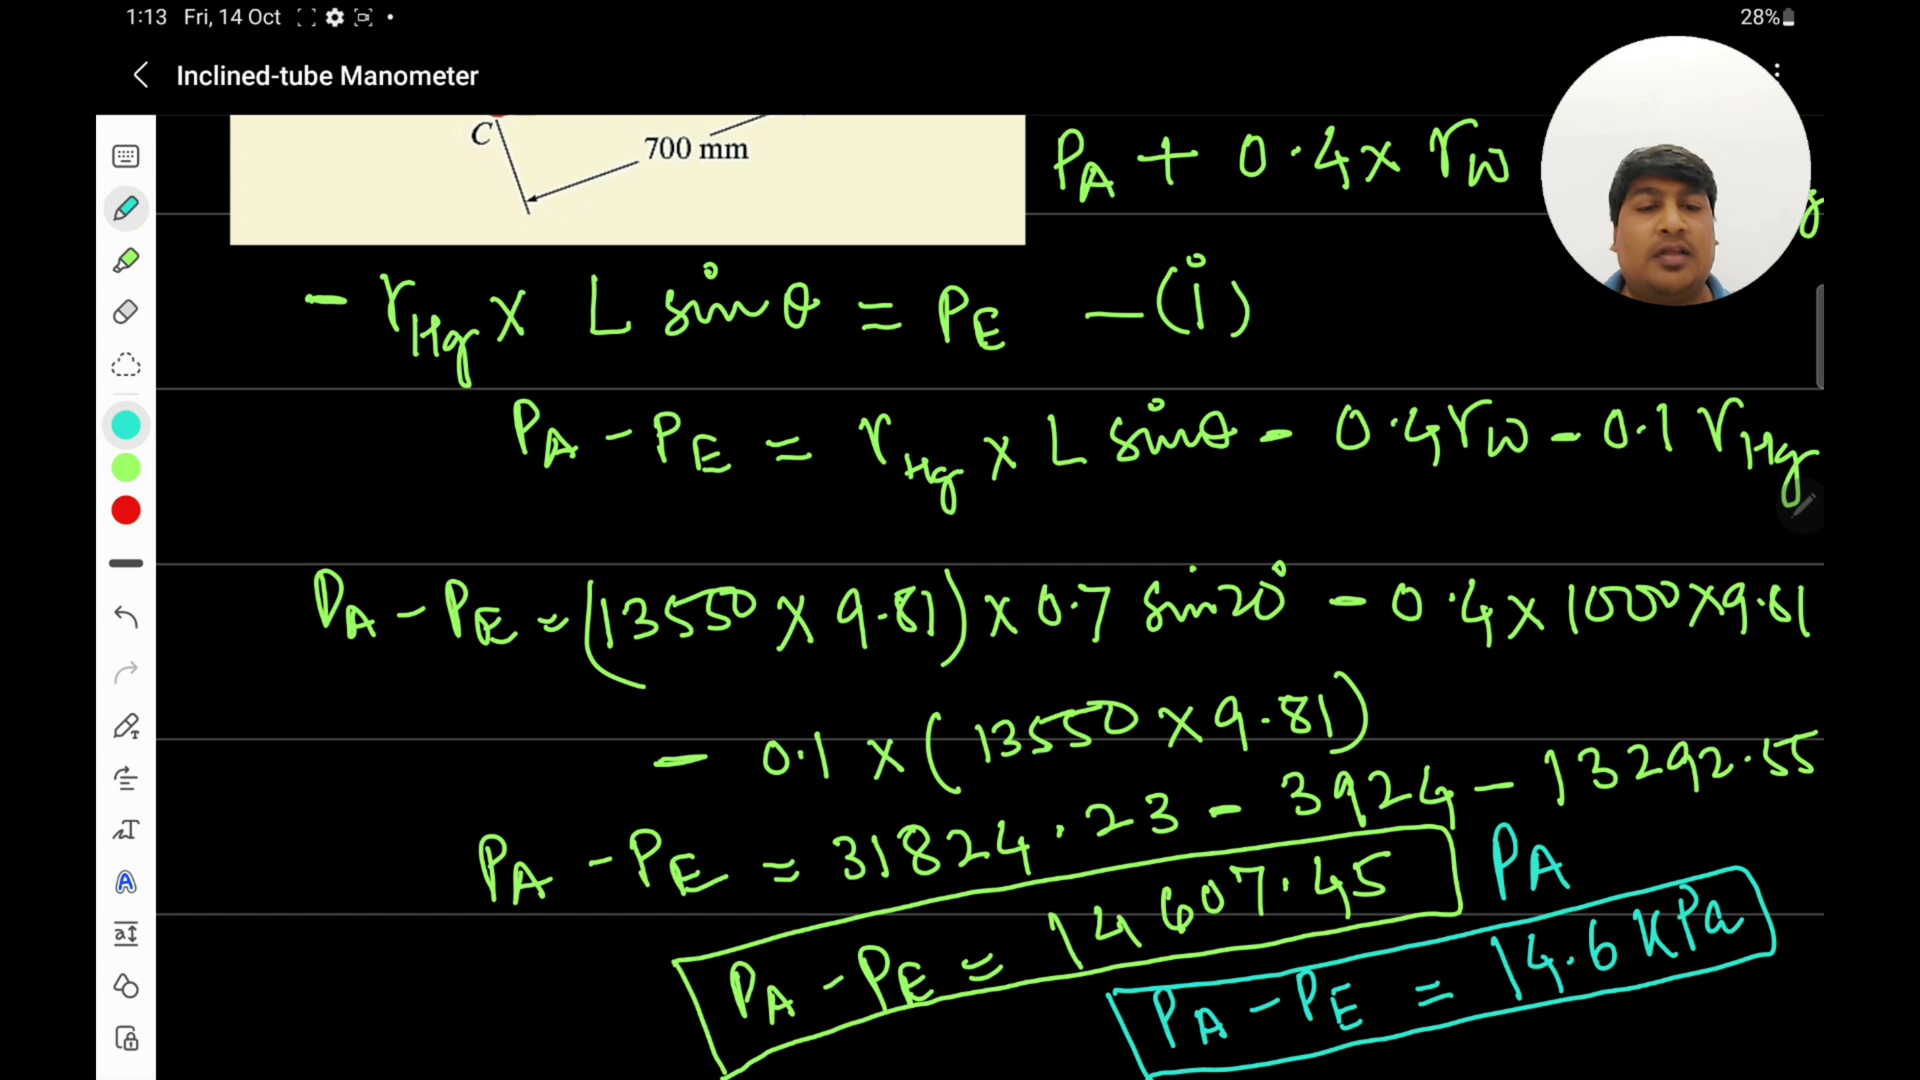 1:13 Fri, 14 Oct
28%
Inclined-tube Manometer
C
700 mm
PA + 0.4 x rw
- rHg x L sin θ = PE - (i)
PA - PE = rHg x L sinθ - 0.4rw - 0.1 rHg
PA - PE = (13550 x 9.81) x 0.7 sin20° - 0.4 x 1000 x 9.81
- 0.1 x (13550 x 9.81)
PA - PE = 31824.23 - 3924 - 13292.55
PA - PE = 14607.45 PA
PA - PE = 14.6 KPa